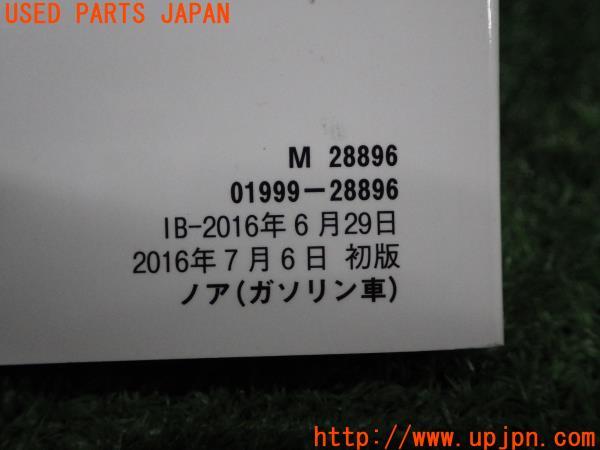 USED PARTS JAPAN
M 28896
01999-28896
IB-2016年6月29日
2016年7月6日 初版
ノア(ガソリン車)
http://www.upjpn.com